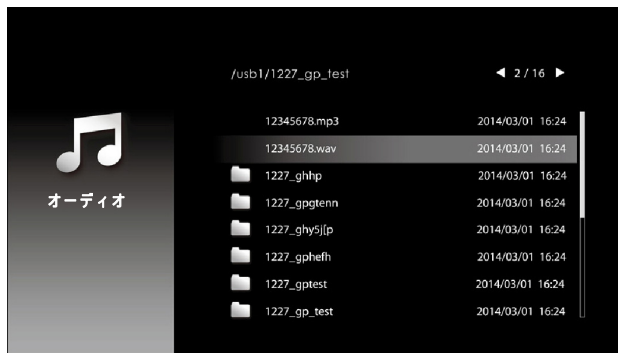 /usb1/1227_gp_test ◀ 2 / 16 ▶
12345678.mp3 2014/03/01 16:24
12345678.wav 2014/03/01 16:24
1227_ghhp 2014/03/01 16:24
オーディオ
1227_gpgtenn 2014/03/01 16:24
1227_ghy5j[p 2014/03/01 16:24
1227_gphefh 2014/03/01 16:24
1227_gptest 2014/03/01 16:24
1227_gp_test 2014/03/01 16:24